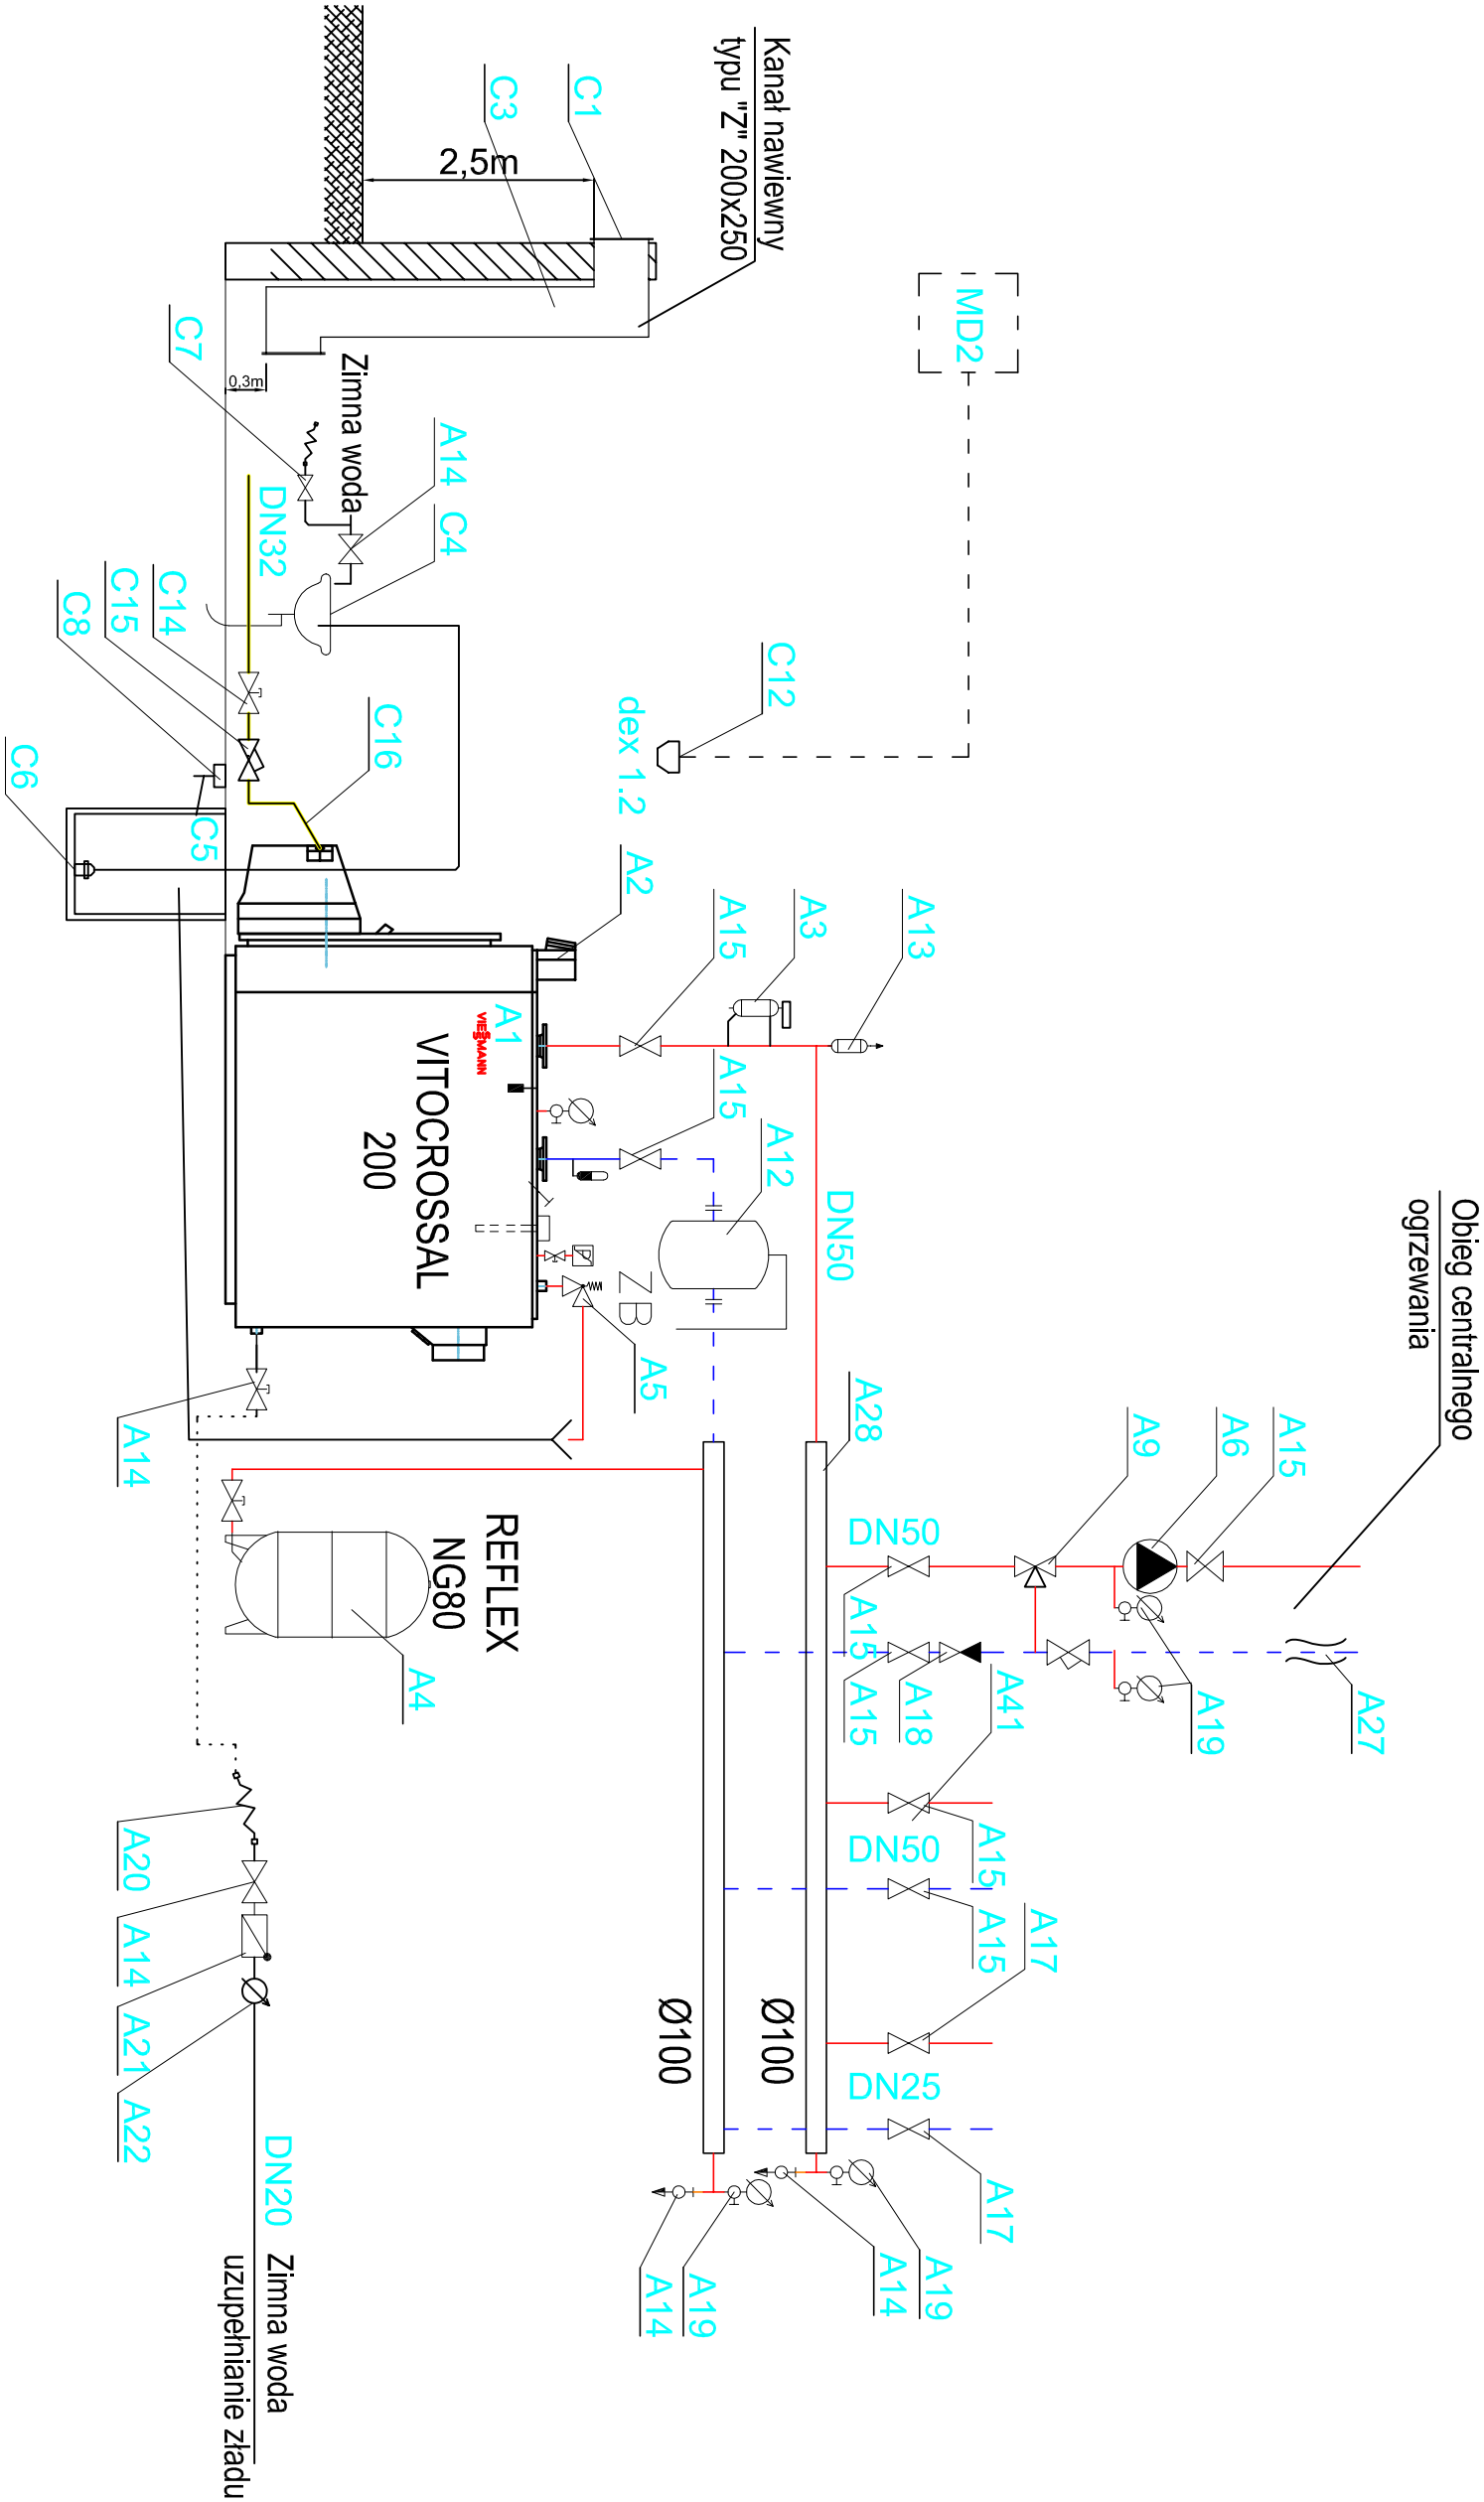 Obieg centralnego
ogrzewania
A15
A6
A9
A27
A19
MD2
Kanał nawiewny
typu "Z" 200x250
C1
C3
2,5m
0,3m
C7
Zimna woda
A14
C4
DN32
C14
C15
C8
C6
C5
C16
C12
dex 1.2
A2
A15
A3
A13
A15
A12
DN50
A1
VIESSMANN
VITOCROSSAL
200
ZB
P
A5
A28
A14
DN50
A15
A15
A18
A41
A15
DN50
A15
A17
DN25
A17
Ø100
Ø100
A19
A14
A19
A14
REFLEX
NG80
A4
A20
A14
A21
A22
DN20
Zimna woda
uzupełnianie zładu